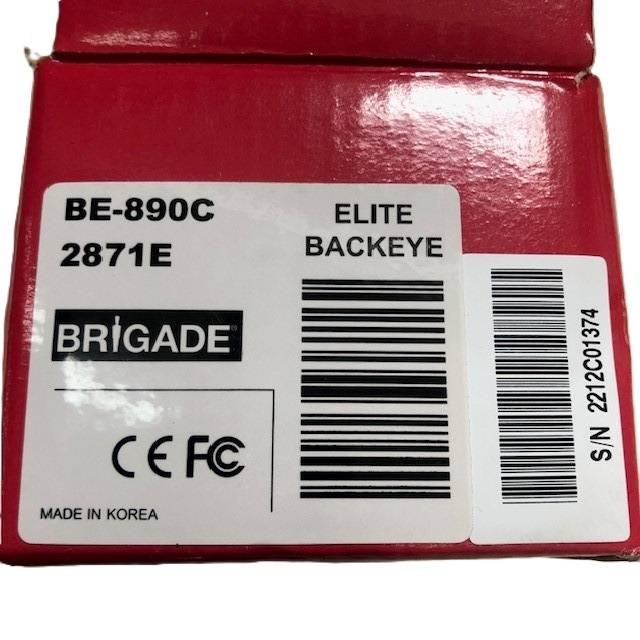 BE-890C
2871E
ELITE
BACKEYE
BRIGADE
CE FC
MADE IN KOREA
S/N 2212C01374